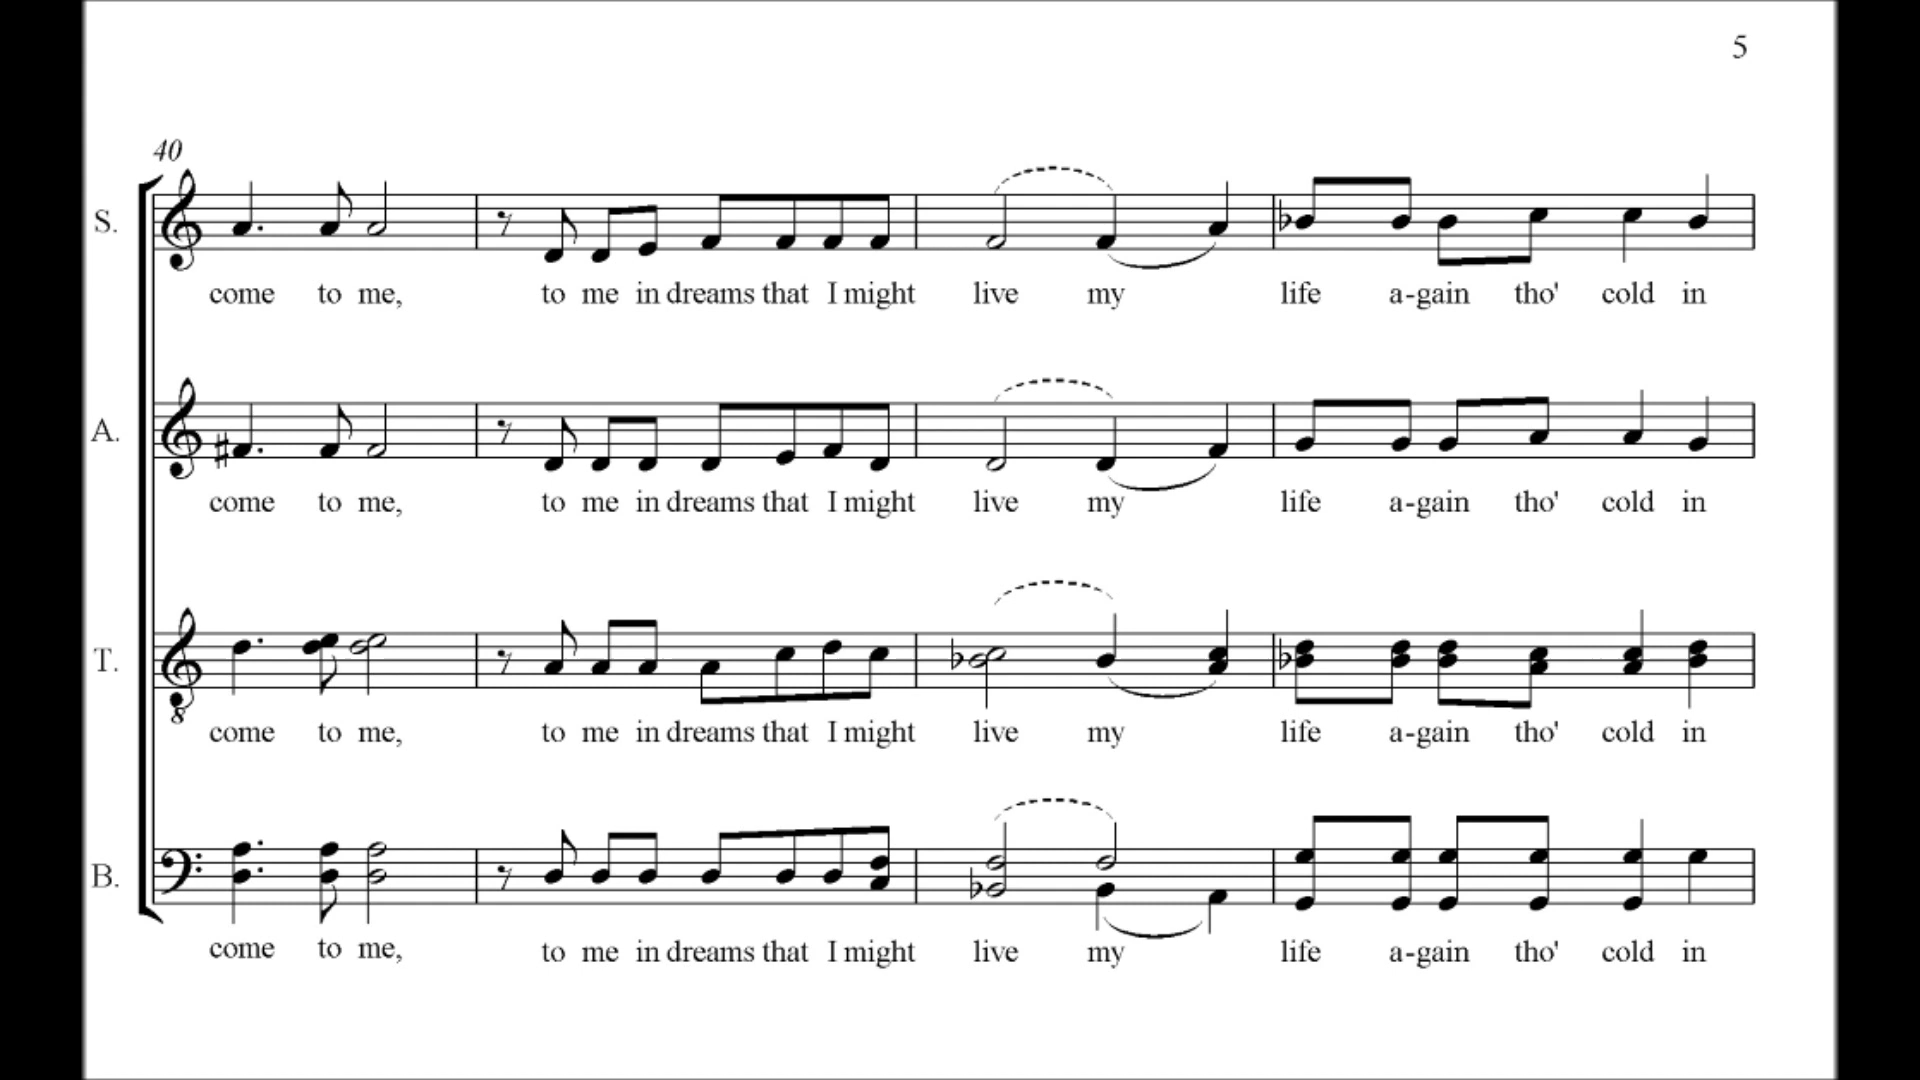 5
40
S.
come to me, to me in dreams that I might live my life a-gain tho' cold in
A.
come to me, to me in dreams that I might live my life a-gain tho' cold in
T.
8
come to me, to me in dreams that I might live my life a-gain tho' cold in
B.
come to me, to me in dreams that I might live my life a-gain tho' cold in